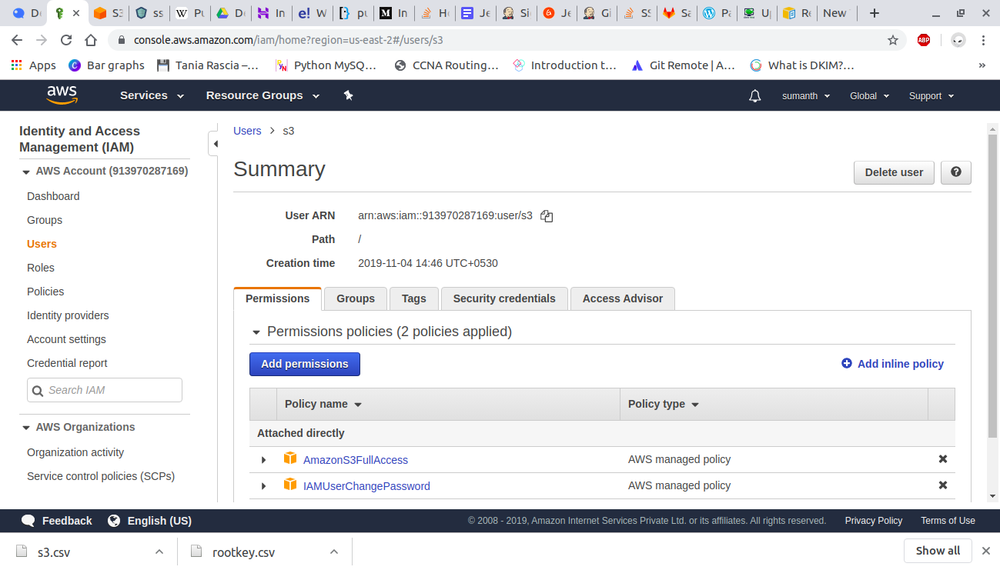 De
S3
ss
Pu
De
In
W
pu
In
Ho
Je
Sig
Je
Gi
SS
Sa
Pa
Up
Re
New
console.aws.amazon.com/iam/home?region=us-east-2#/users/s3
ABP
Apps
Bar graphs
Tania Rascia –...
Python MySQ...
CCNA Routing...
Introduction t...
Git Remote | A...
What is DKIM?...
»
aws
Services
Resource Groups
sumanth
Global
Support
Identity and Access
Management (IAM)
AWS Account (913970287169)
Dashboard
Groups
Users
Roles
Policies
Identity providers
Account settings
Credential report
Search IAM
AWS Organizations
Organization activity
Service control policies (SCPs)
Users > s3
Summary
Delete user
?
User ARN arn:aws:iam::913970287169:user/s3
Path /
Creation time 2019-11-04 14:46 UTC+0530
Permissions
Groups
Tags
Security credentials
Access Advisor
Permissions policies (2 policies applied)
Add permissions
Add inline policy
Policy name
Policy type
Attached directly
AmazonS3FullAccess AWS managed policy
IAMUserChangePassword AWS managed policy
Feedback
English (US)
© 2008 - 2019, Amazon Internet Services Private Ltd. or its affiliates. All rights reserved.
Privacy Policy
Terms of Use
s3.csv
rootkey.csv
Show all